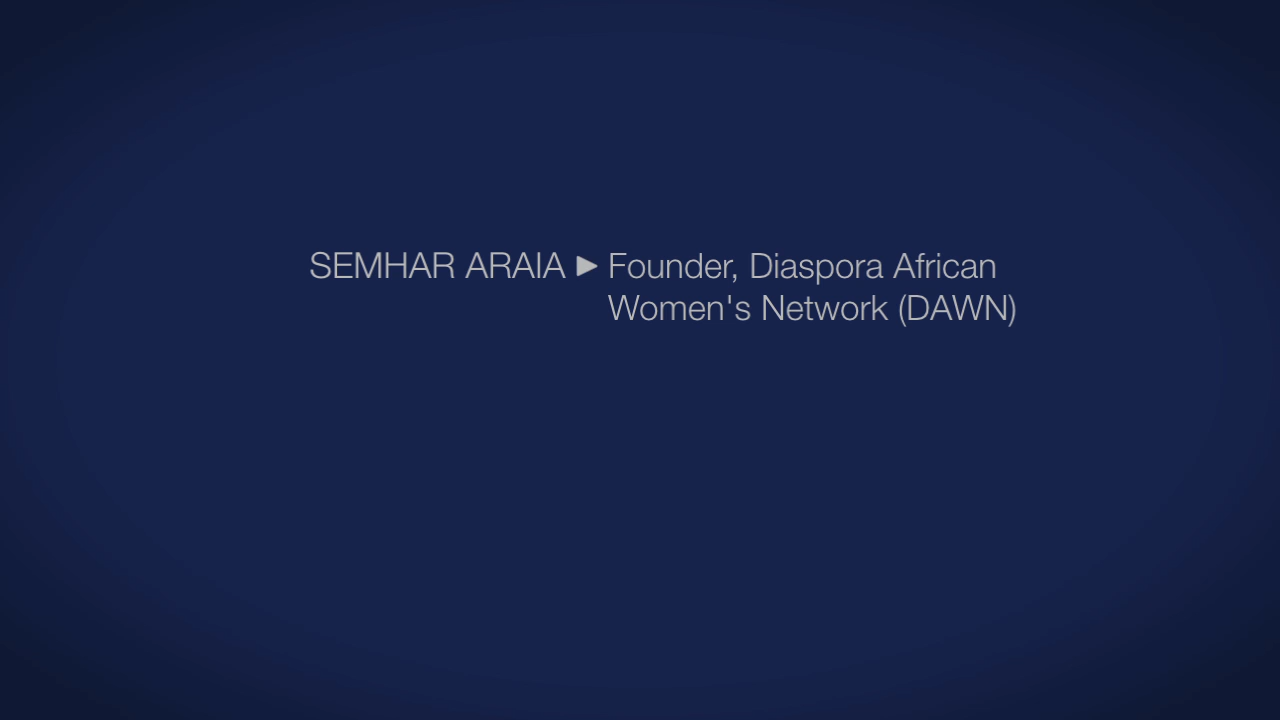 SEMHAR ARAIA ▶ Founder, Diaspora African
Women's Network (DAWN)